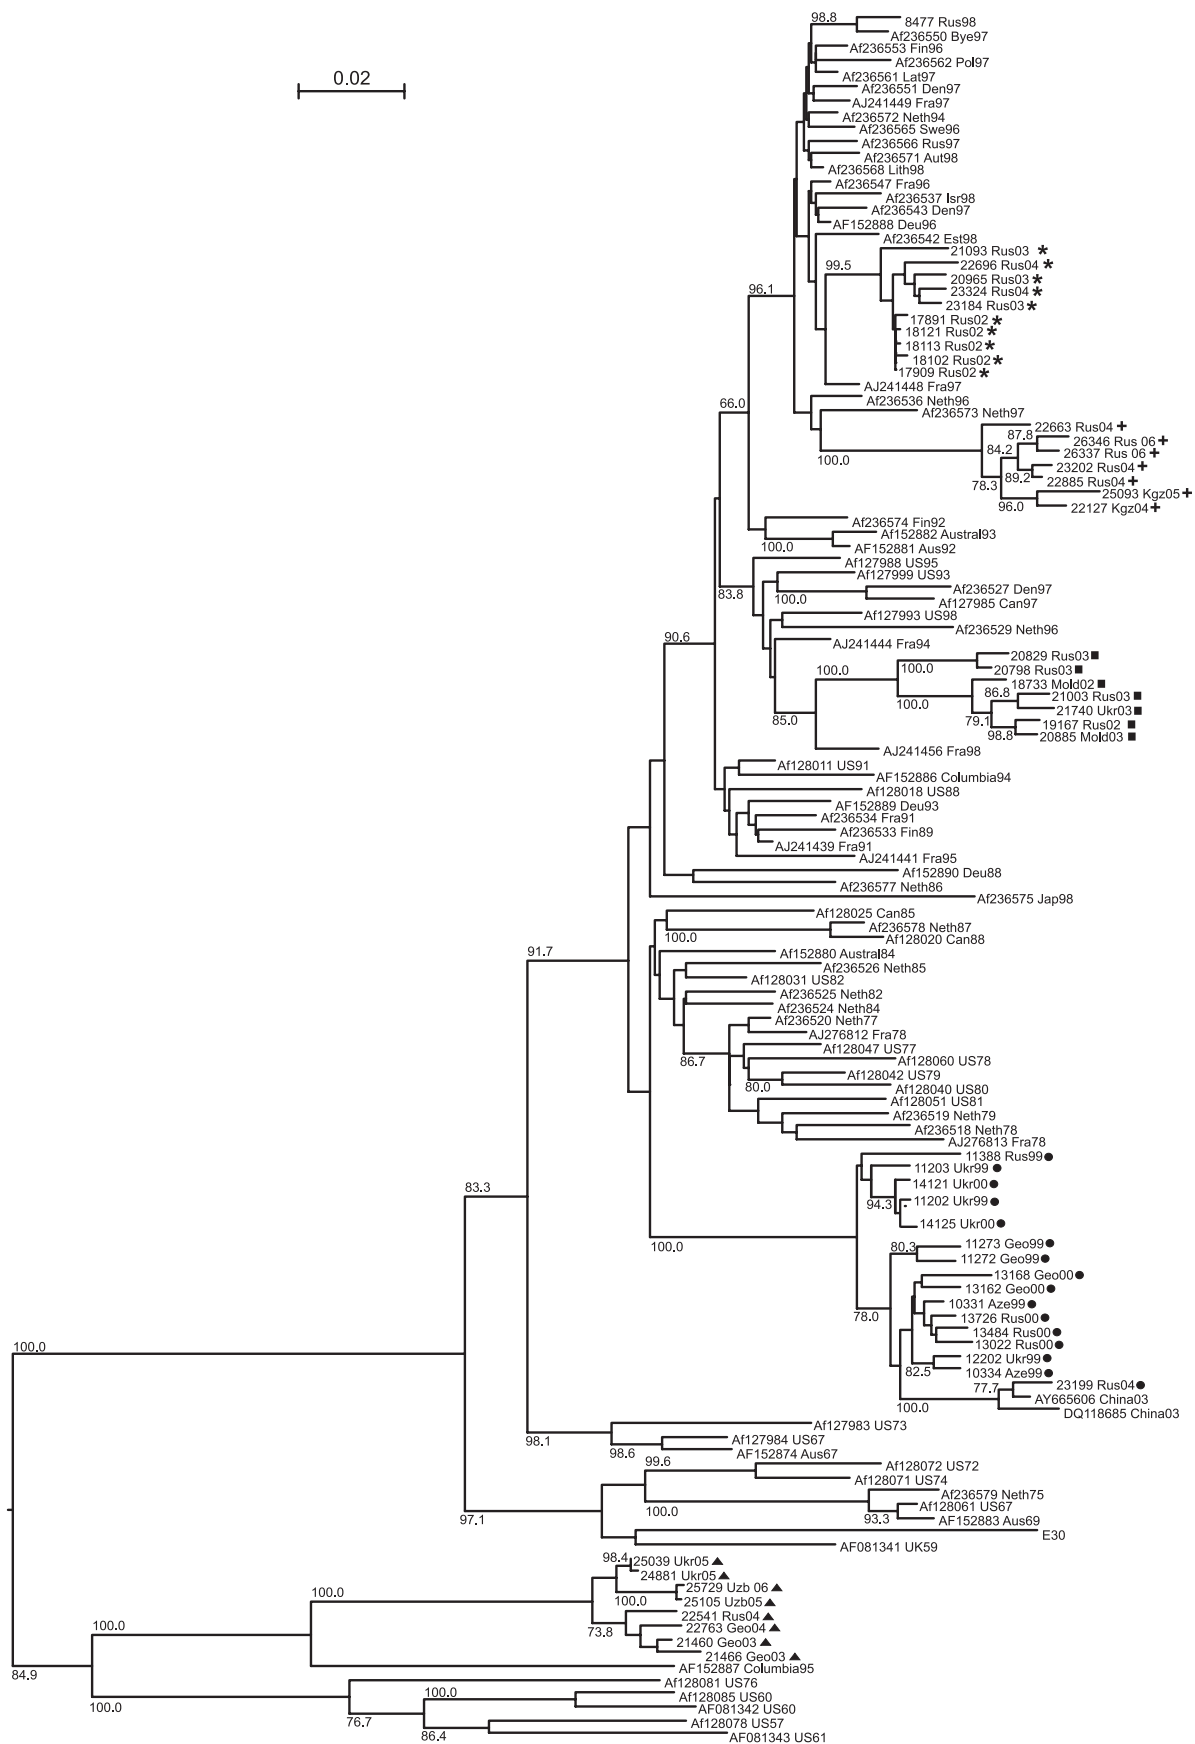 98.8
8477 Rus98
Af236550 Bye97
0.02
Af236553 Fin96
Af236562 Pol97
Af236561 Lat97
Af236551 Den97
AJ241449 Fra97
Af236572 Neth94
Af236565 Swe96
Af236566 Rus97
Af236571 Aut98
Af236568 Lith98
Af236547 Fra96
Af236537 Isr98
Af236543 Den97
AF152888 Deu96
Af236542 Est98
21093 Rus03 *
99.5
22696 Rus04 *
20965 Rus03 *
23324 Rus04 *
96.1
23184 Rus03 *
17891 Rus02 *
18121 Rus02 *
18113 Rus02 *
18102 Rus02 *
17909 Rus02 *
AJ241448 Fra97
Af236536 Neth96
66.0
Af236573 Neth97
22663 Rus04 +
87.8
26346 Rus 06 +
84.2
26337 Rus 06 +
100.0
23202 Rus04 +
89.2
22885 Rus04 +
78.3
25093 Kgz05 +
96.0
22127 Kgz04 +
Af236574 Fin92
Af152882 Austral93
100.0
AF152881 Aus92
Af127988 US95
Af127999 US93
83.8
Af236527 Den97
100.0
Af127985 Can97
Af127993 US98
Af236529 Neth96
90.6
AJ241444 Fra94
20829 Rus03 ■
100.0
100.0
20798 Rus03 ■
18733 Mold02 ■
86.8
21003 Rus03 ■
100.0
21740 Ukr03 ■
85.0
79.1
19167 Rus02 ■
98.8
20885 Mold03 ■
AJ241456 Fra98
Af128011 US91
AF152886 Columbia94
Af128018 US88
AF152889 Deu93
Af236534 Fra91
Af236533 Fin89
AJ241439 Fra91
AJ241441 Fra95
Af152890 Deu88
Af236577 Neth86
Af236575 Jap98
Af128025 Can85
Af236578 Neth87
100.0
Af128020 Can88
91.7
Af152880 Austral84
Af236526 Neth85
Af128031 US82
Af236525 Neth82
Af236524 Neth84
Af236520 Neth77
AJ276812 Fra78
Af128047 US77
86.7
Af128060 US78
Af128042 US79
80.0
Af128040 US80
Af128051 US81
Af236519 Neth79
Af236518 Neth78
AJ276813 Fra78
11388 Rus99 ●
11203 Ukr99 ●
83.3
14121 Ukr00 ●
94.3
11202 Ukr99 ●
14125 Ukr00 ●
100.0
80.3
11273 Geo99 ●
11272 Geo99 ●
13168 Geo00 ●
13162 Geo00 ●
10331 Aze99 ●
78.0
13726 Rus00 ●
13484 Rus00 ●
13022 Rus00 ●
100.0
12202 Ukr99 ●
82.5
10334 Aze99 ●
77.7
23199 Rus04 ●
100.0
AY665606 China03
DQ118685 China03
Af127983 US73
98.1
Af127984 US67
98.6
AF152874 Aus67
99.6
Af128072 US72
Af128071 US74
Af236579 Neth75
100.0
Af128061 US67
97.1
93.3
AF152883 Aus69
E30
AF081341 UK59
98.4
25039 Ukr05 ▲
24881 Ukr05 ▲
25729 Uzb 06 ▲
100.0
100.0
25105 Uzb05 ▲
22541 Rus04 ▲
100.0
73.8
22763 Geo04 ▲
21460 Geo03 ▲
21466 Geo03 ▲
84.9
AF152887 Columbia95
Af128081 US76
100.0
100.0
Af128085 US60
AF081342 US60
76.7
Af128078 US57
86.4
AF081343 US61